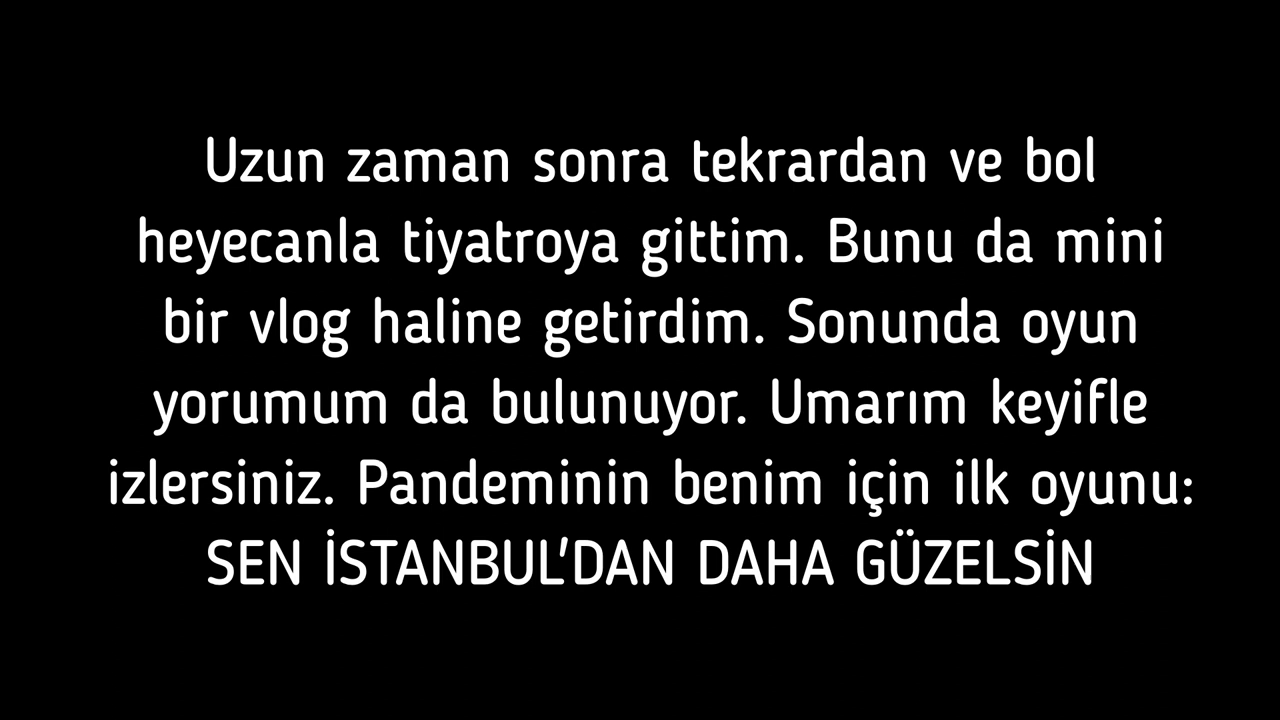 Uzun zaman sonra tekrardan ve bol
heyecanla tiyatroya gittim. Bunu da mini
bir vlog haline getirdim. Sonunda oyun
yorumum da bulunuyor. Umarım keyifle
izlersiniz. Pandeminin benim için ilk oyunu:
SEN İSTANBUL'DAN DAHA GÜZELSİN